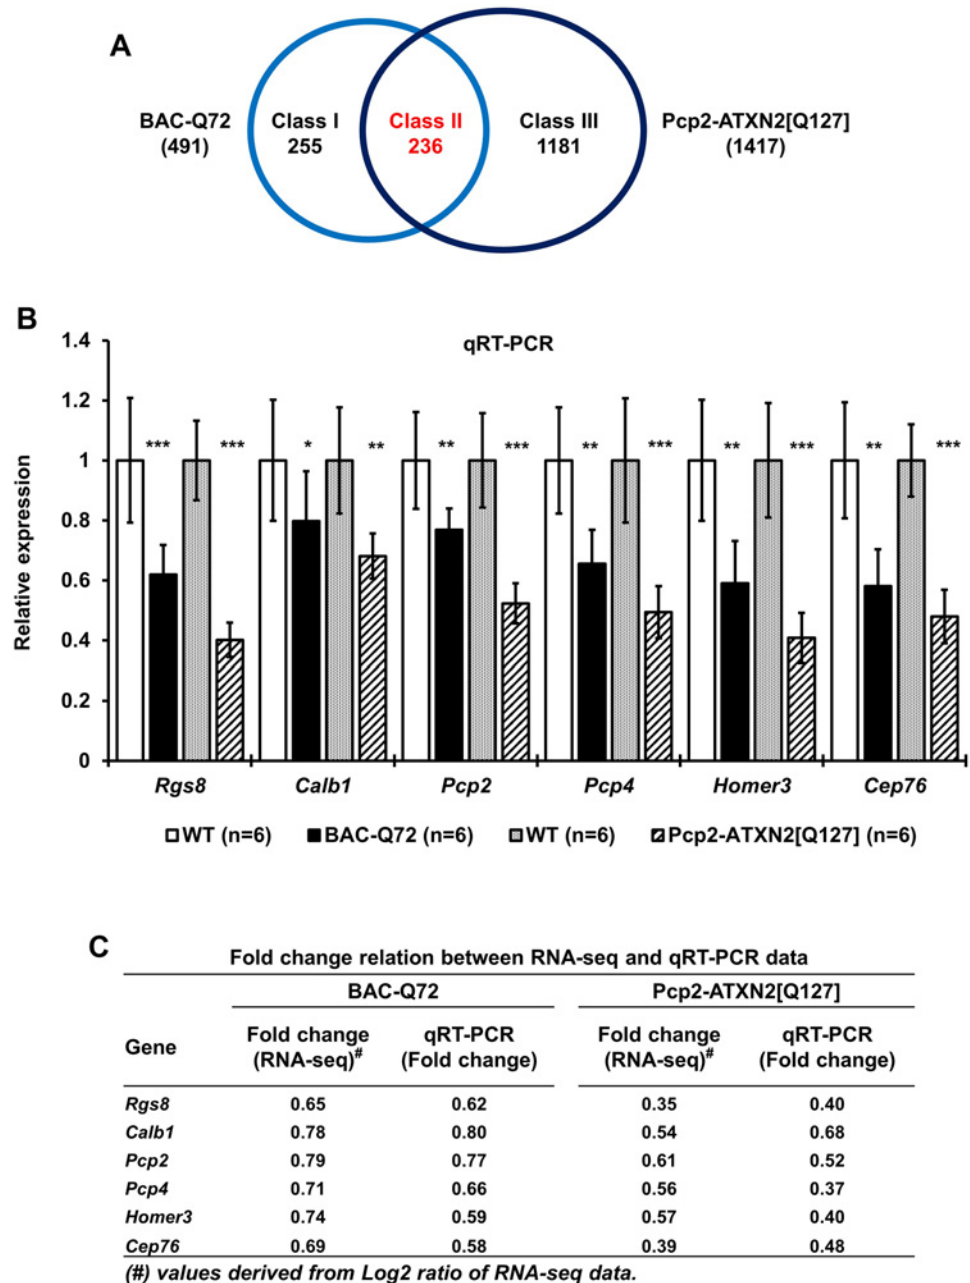 A
BAC-Q72
(491)
Class I
255
Class II
236
Class III
1181
Pcp2-ATXN2[Q127]
(1417)
B
qRT-PCR
Relative expression
1.4
1.2
1
0.8
0.6
0.4
0.2
0
*** *** * ** ** *** ** *** ** *** ** ***
Rgs8 Calb1 Pcp2 Pcp4 Homer3 Cep76
WT (n=6) BAC-Q72 (n=6) WT (n=6) Pcp2-ATXN2[Q127] (n=6)
C
Fold change relation between RNA-seq and qRT-PCR data
BAC-Q72 Pcp2-ATXN2[Q127]
Gene Fold change (RNA-seq)# qRT-PCR (Fold change) Fold change (RNA-seq)# qRT-PCR (Fold change)
Rgs8 0.65 0.62 0.35 0.40
Calb1 0.78 0.80 0.54 0.68
Pcp2 0.79 0.77 0.61 0.52
Pcp4 0.71 0.66 0.56 0.37
Homer3 0.74 0.59 0.57 0.40
Cep76 0.69 0.58 0.39 0.48
(#) values derived from Log2 ratio of RNA-seq data.